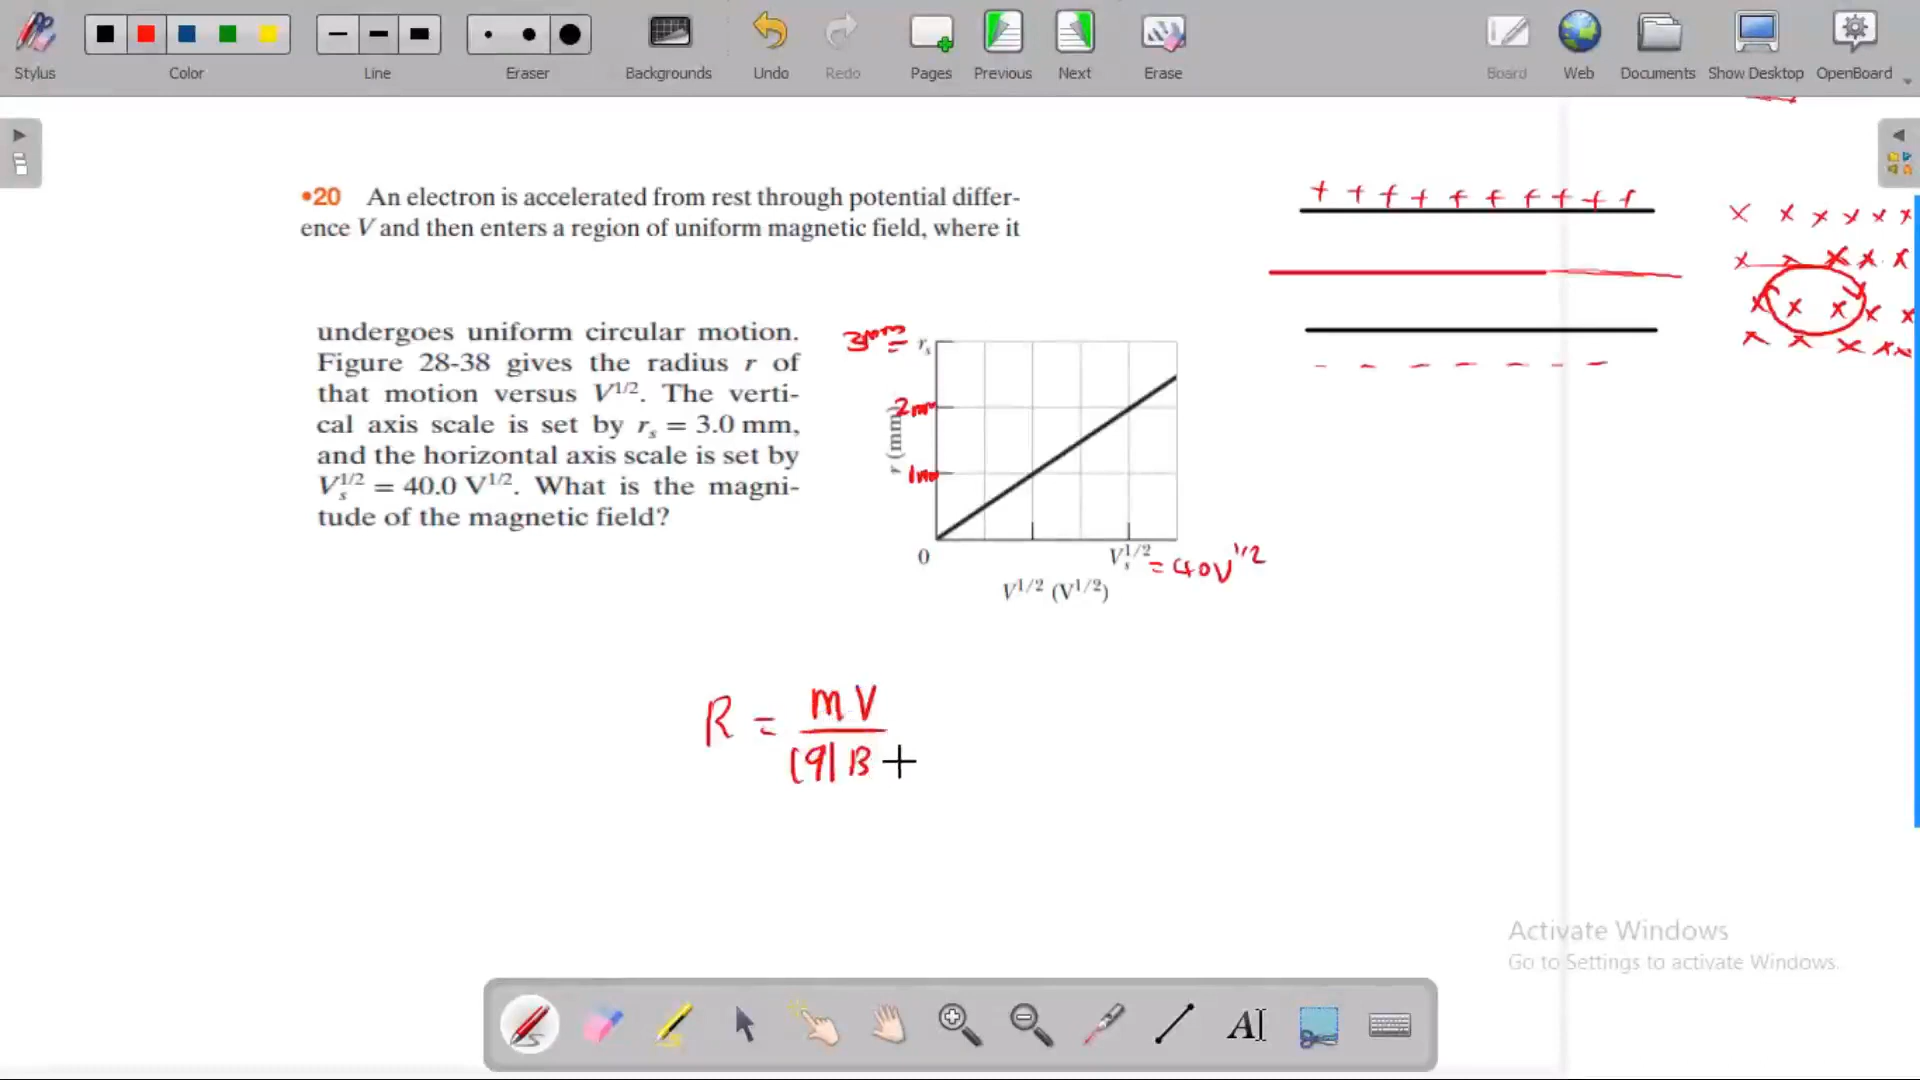 Stylus
Color
Line
Eraser
Backgrounds
Undo
Redo
Pages
Previous
Next
Erase
Board
Web
Documents
Show Desktop
OpenBoard
•20 An electron is accelerated from rest through potential differ-
ence V and then enters a region of uniform magnetic field, where it
undergoes uniform circular motion.
Figure 28-38 gives the radius r of
that motion versus V^1/2. The verti-
cal axis scale is set by r_s = 3.0 mm,
and the horizontal axis scale is set by
V_s^1/2 = 40.0 V^1/2. What is the magni-
tude of the magnetic field?
3mm = r_s
2mm
1mm
r (mm)
0
V_s^1/2 = 40V^1/2
V^1/2 (V^1/2)
+ + + + + + + + + +
- - - - - - -
x x x x x x
x x x x x
x x x x x
x x x x x
R = mV
|q|B
Activate Windows
Go to Settings to activate Windows.